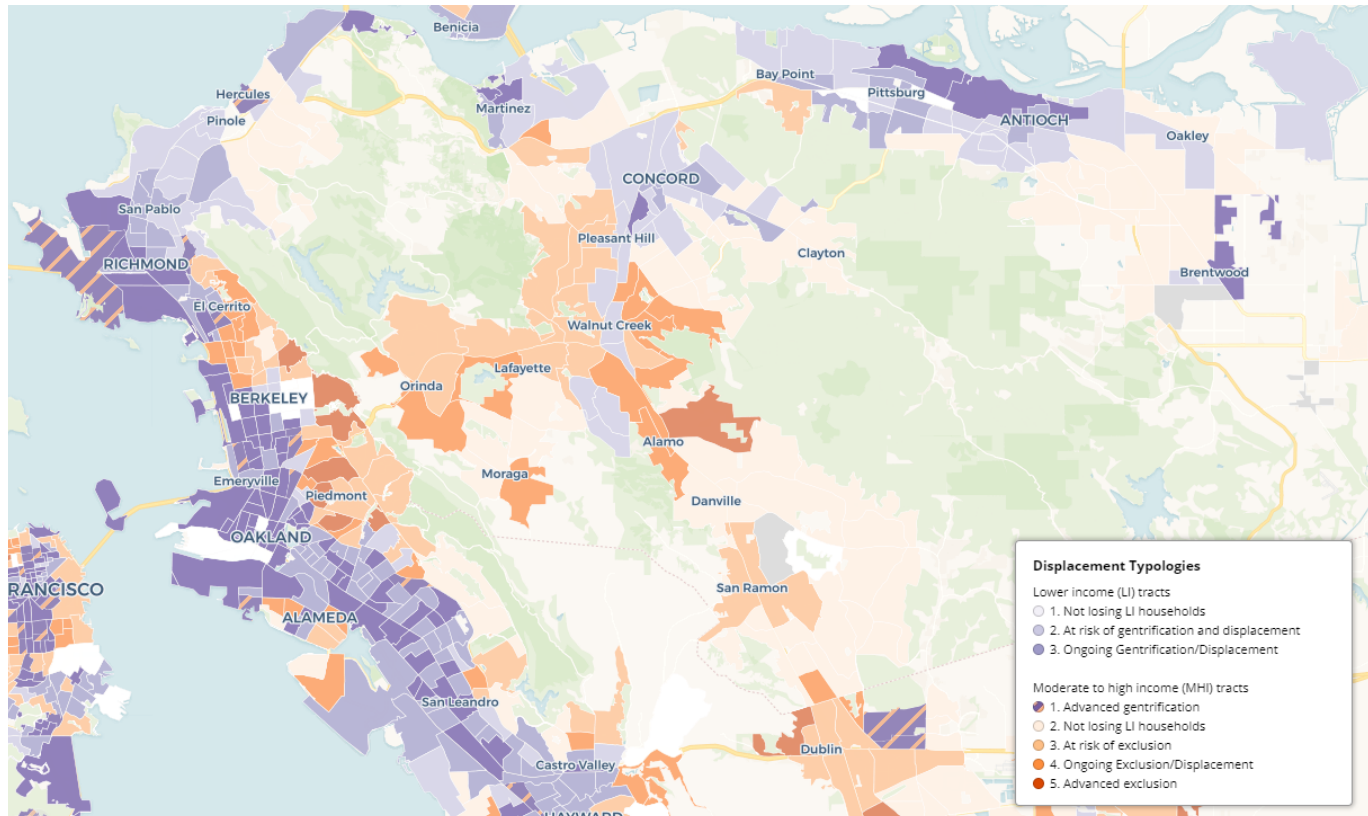 Benicia
Bay Point
Hercules
Pittsburg
Martinez
Pinole
ANTIOCH
Oakley
CONCORD
San Pablo
Pleasant Hill
Clayton
RICHMOND
Brentwood
El Cerrito
Walnut Creek
Lafayette
Orinda
BERKELEY
Alamo
Moraga
Emeryville
Piedmont
Danville
OAKLAND
RANCISCO
San Ramon
ALAMEDA
San Leandro
Dublin
Castro Valley
HAYWARD
Displacement Typologies
Lower income (LI) tracts
1. Not losing LI households
2. At risk of gentrification and displacement
3. Ongoing Gentrification/Displacement
Moderate to high income (MHI) tracts
1. Advanced gentrification
2. Not losing LI households
3. At risk of exclusion
4. Ongoing Exclusion/Displacement
5. Advanced exclusion